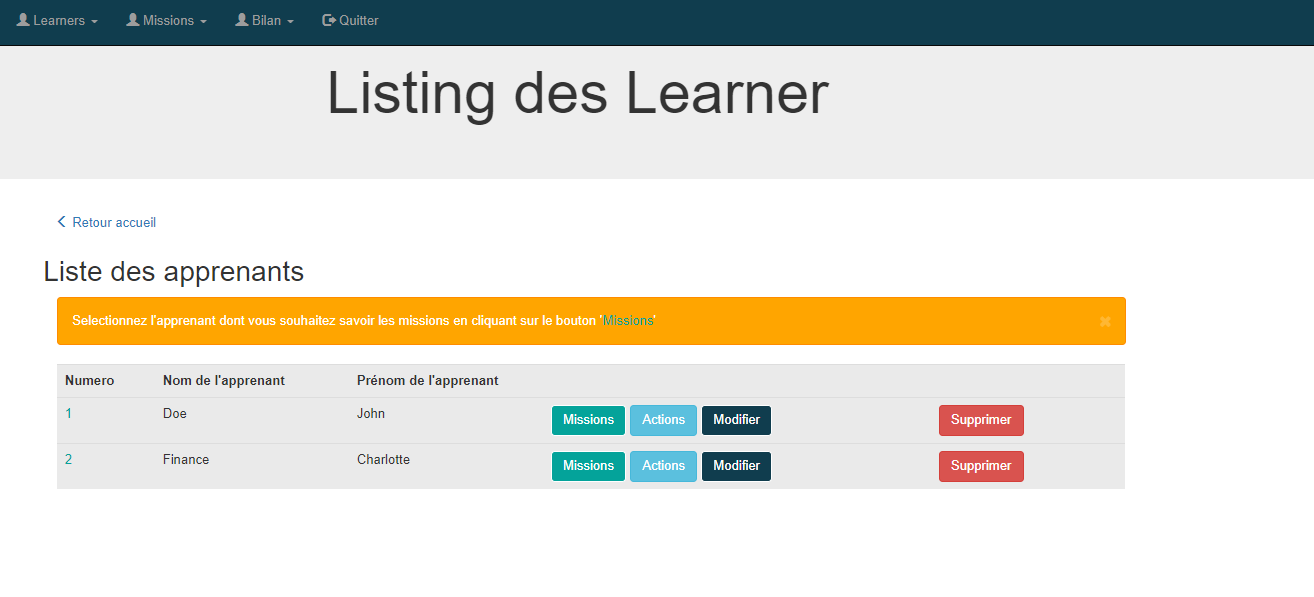 Learners Missions Bilan Quitter
Listing des Learner
Retour accueil
Liste des apprenants
Selectionnez l'apprenant dont vous souhaitez savoir les missions en cliquant sur le bouton 'Missions'
Numero Nom de l'apprenant Prénom de l'apprenant
1 Doe John Missions Actions Modifier Supprimer
2 Finance Charlotte Missions Actions Modifier Supprimer